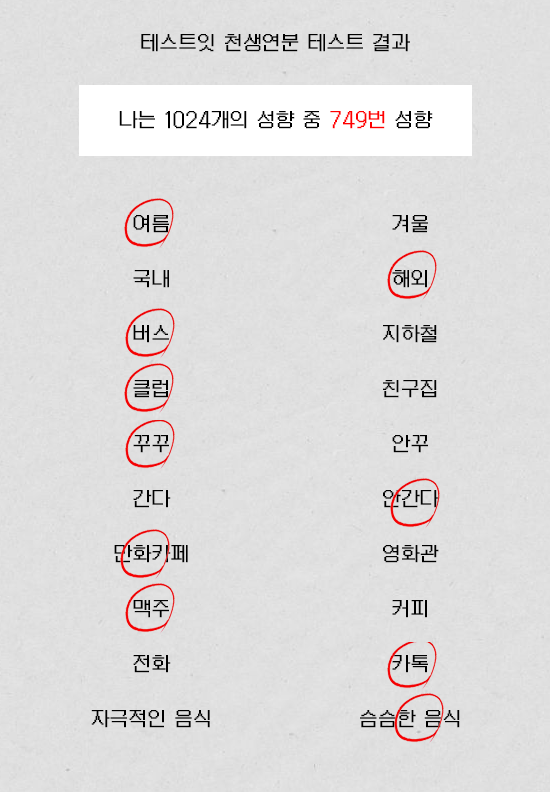 테스트잇 천생연분 테스트 결과
나는 1024개의 성향 중 749번 성향
여름 겨울
국내 해외
버스 지하철
클럽 친구집
꾸꾸 안꾸
간다 안간다
만화카페 영화관
맥주 커피
전화 카톡
자극적인 음식 슴슴한 음식